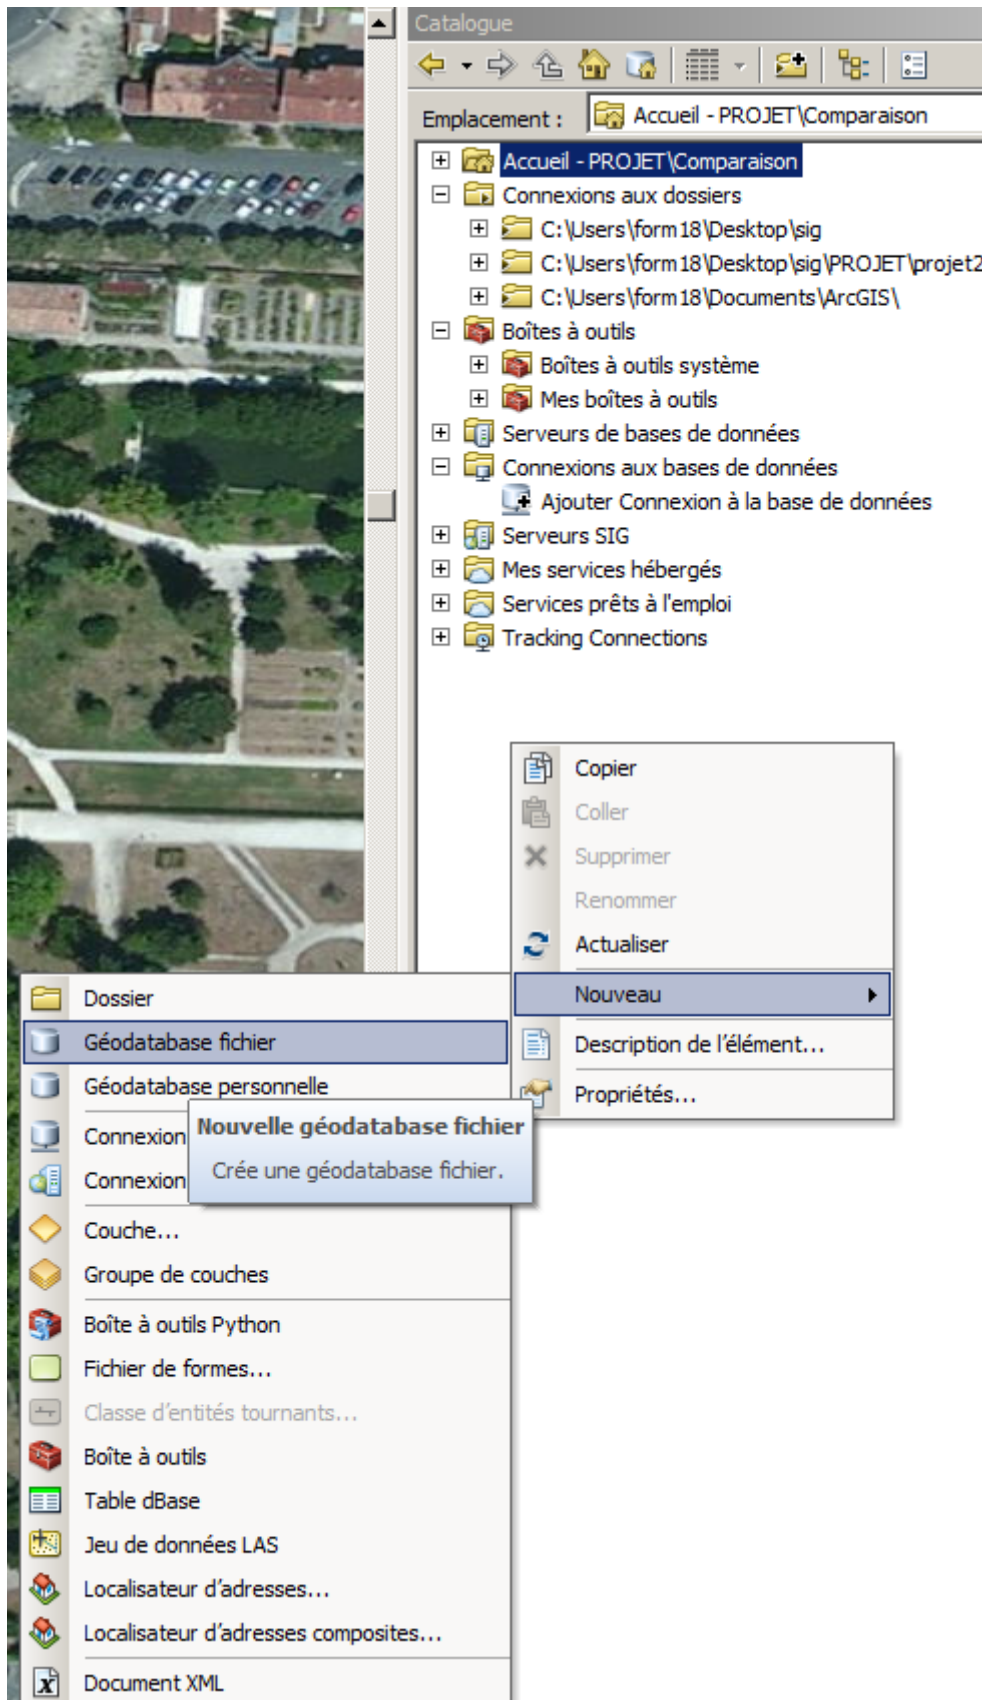 Catalogue
Emplacement : Accueil - PROJET\Comparaison
Accueil - PROJET\Comparaison
Connexions aux dossiers
C:\Users\form18\Desktop\sig
C:\Users\form18\Desktop\sig\PROJET\projet2
C:\Users\form18\Documents\ArcGIS\
Boîtes à outils
Boîtes à outils système
Mes boîtes à outils
Serveurs de bases de données
Connexions aux bases de données
Ajouter Connexion à la base de données
Serveurs SIG
Mes services hébergés
Services prêts à l'emploi
Tracking Connections
Copier
Coller
Supprimer
Renommer
Actualiser
Nouveau
Description de l'élément...
Propriétés...
Dossier
Géodatabase fichier
Géodatabase personnelle
Connexion
Connexion
Nouvelle géodatabase fichier
Crée une géodatabase fichier.
Couche...
Groupe de couches
Boîte à outils Python
Fichier de formes...
Classe d'entités tournants...
Boîte à outils
Table dBase
Jeu de données LAS
Localisateur d'adresses...
Localisateur d'adresses composites...
Document XML